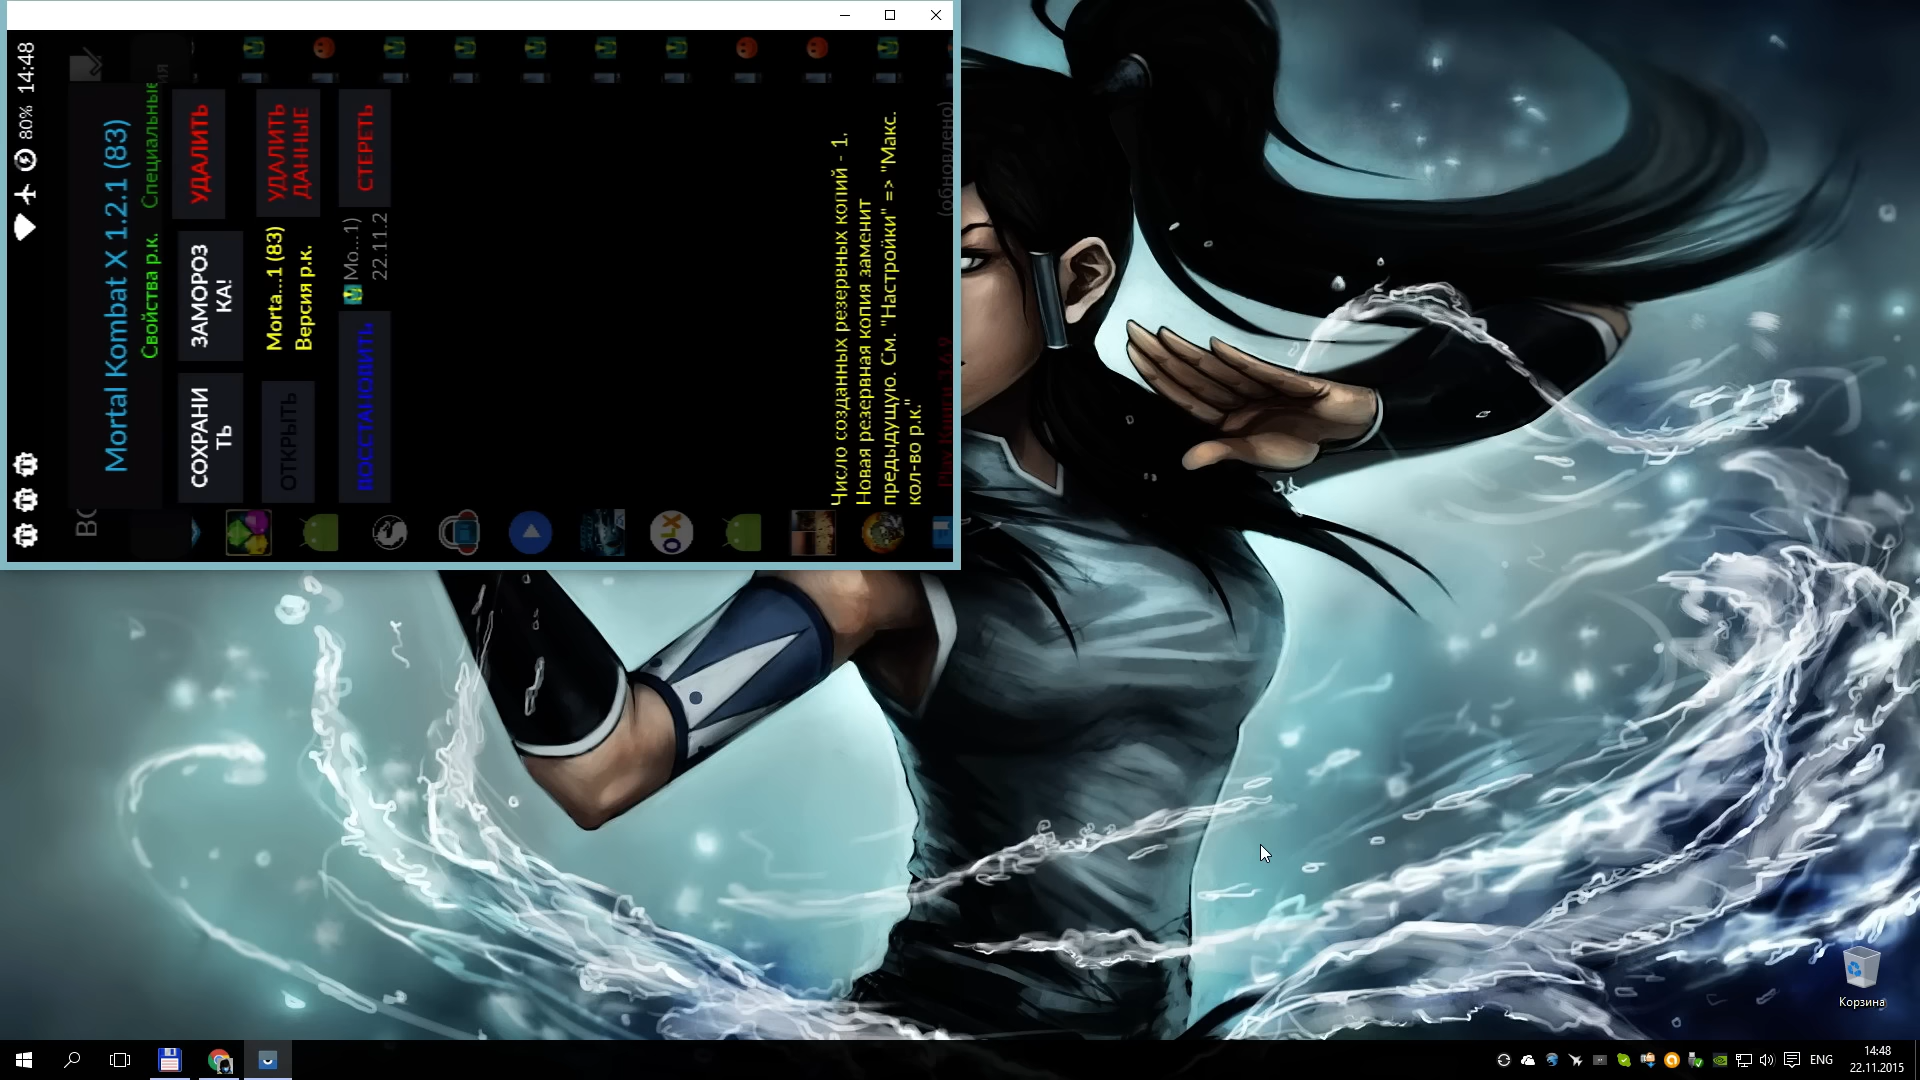 14:48
80%
ВС
Mortal Kombat X 1.2.1 (83)
Свойства р.к.
Специальные
СОХРАНИ
ТЬ
ЗАМОРОЗ
КА!
УДАЛИТЬ
ОТКРЫТЬ
Morta...1 (83)
Версия р.к.
УДАЛИТЬ
ДАННЫЕ
ВОССТАНОВИТЬ
Mo...1)
22.11.2
СТЕРЕТЬ
OLX
Число созданных резервных копий - 1.
Новая резервная копия заменит
предыдущую. См. "Настройки" => "Макс.
кол-во р.к."
(обновлено)
Корзина
ENG
14:48
22.11.2015